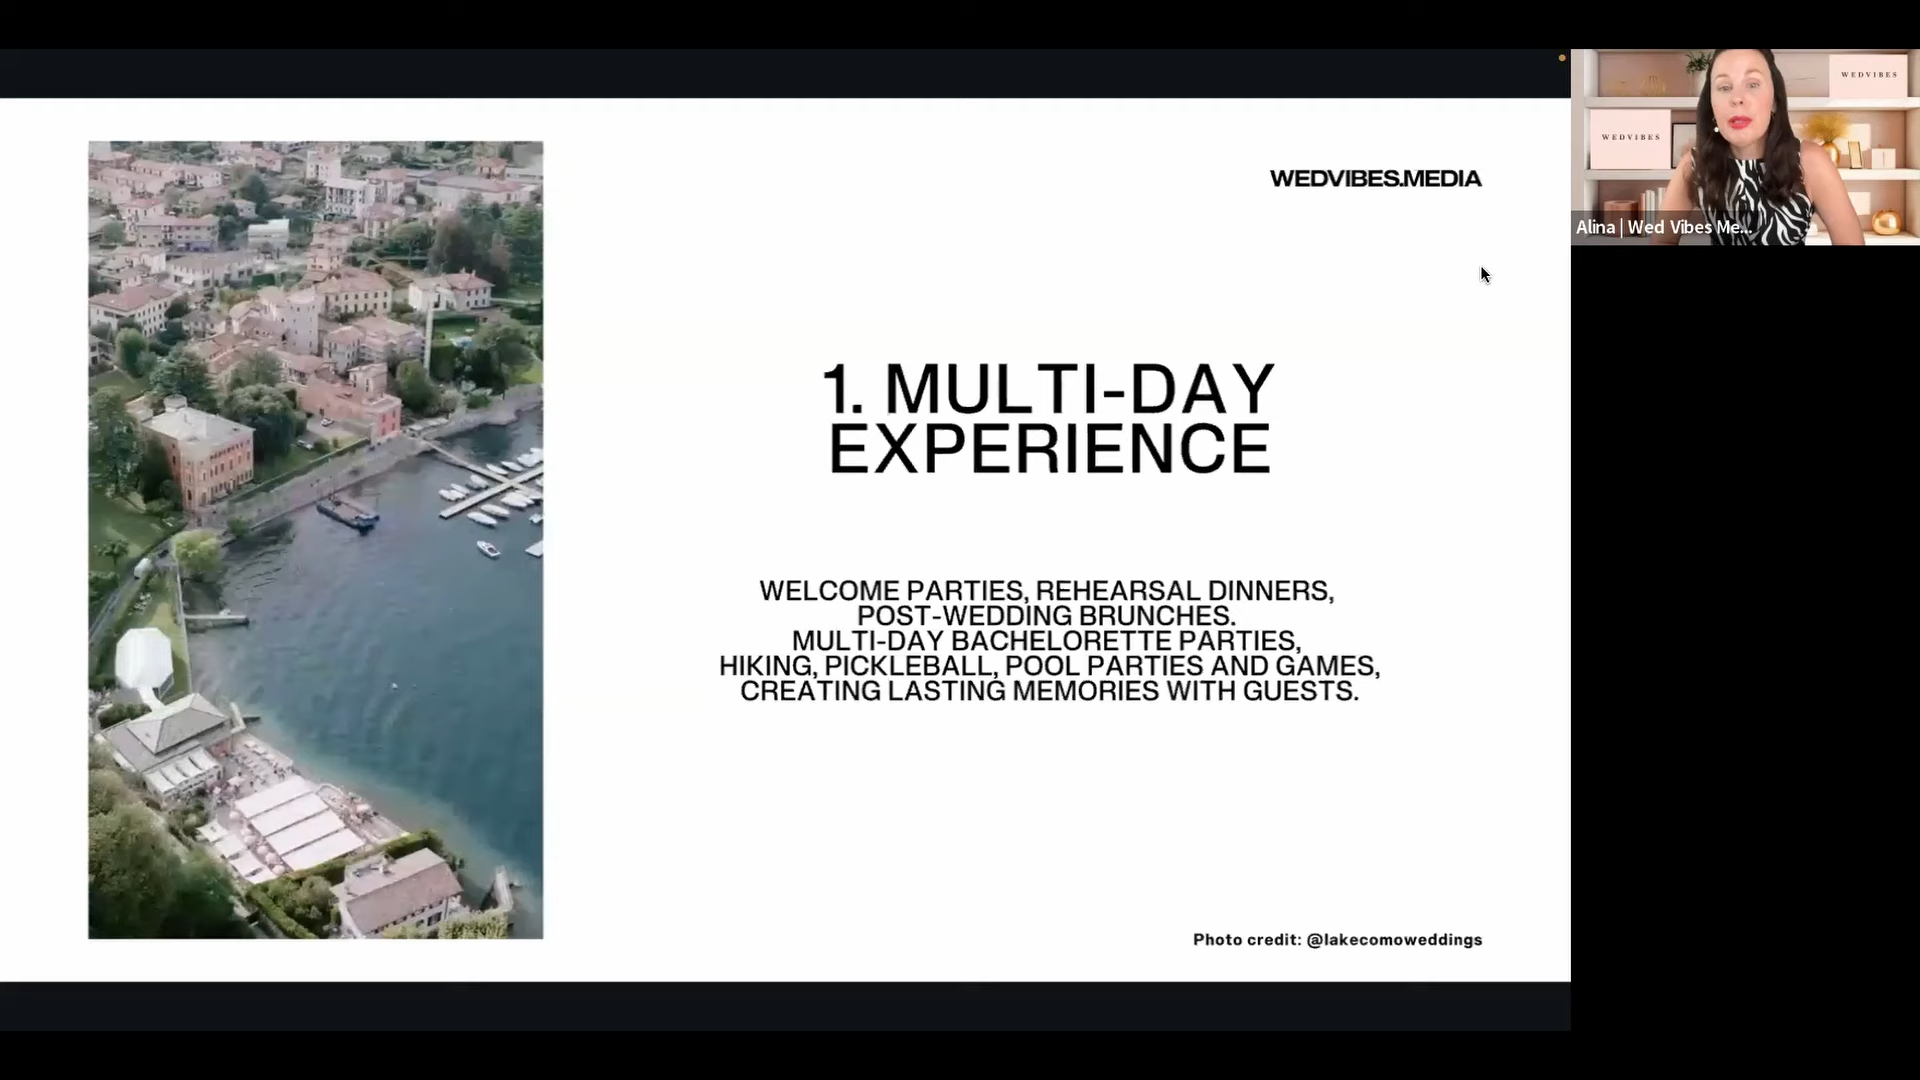 WEDVIBES.MEDIA
1. MULTI-DAY
EXPERIENCE
WELCOME PARTIES, REHEARSAL DINNERS,
POST-WEDDING BRUNCHES.
MULTI-DAY BACHELORETTE PARTIES,
HIKING, PICKLEBALL, POOL PARTIES AND GAMES,
CREATING LASTING MEMORIES WITH GUESTS.
Photo credit: @lakecomoweddings
WEDVIBES
WEDVIBES
Alina | Wed Vibes Me...